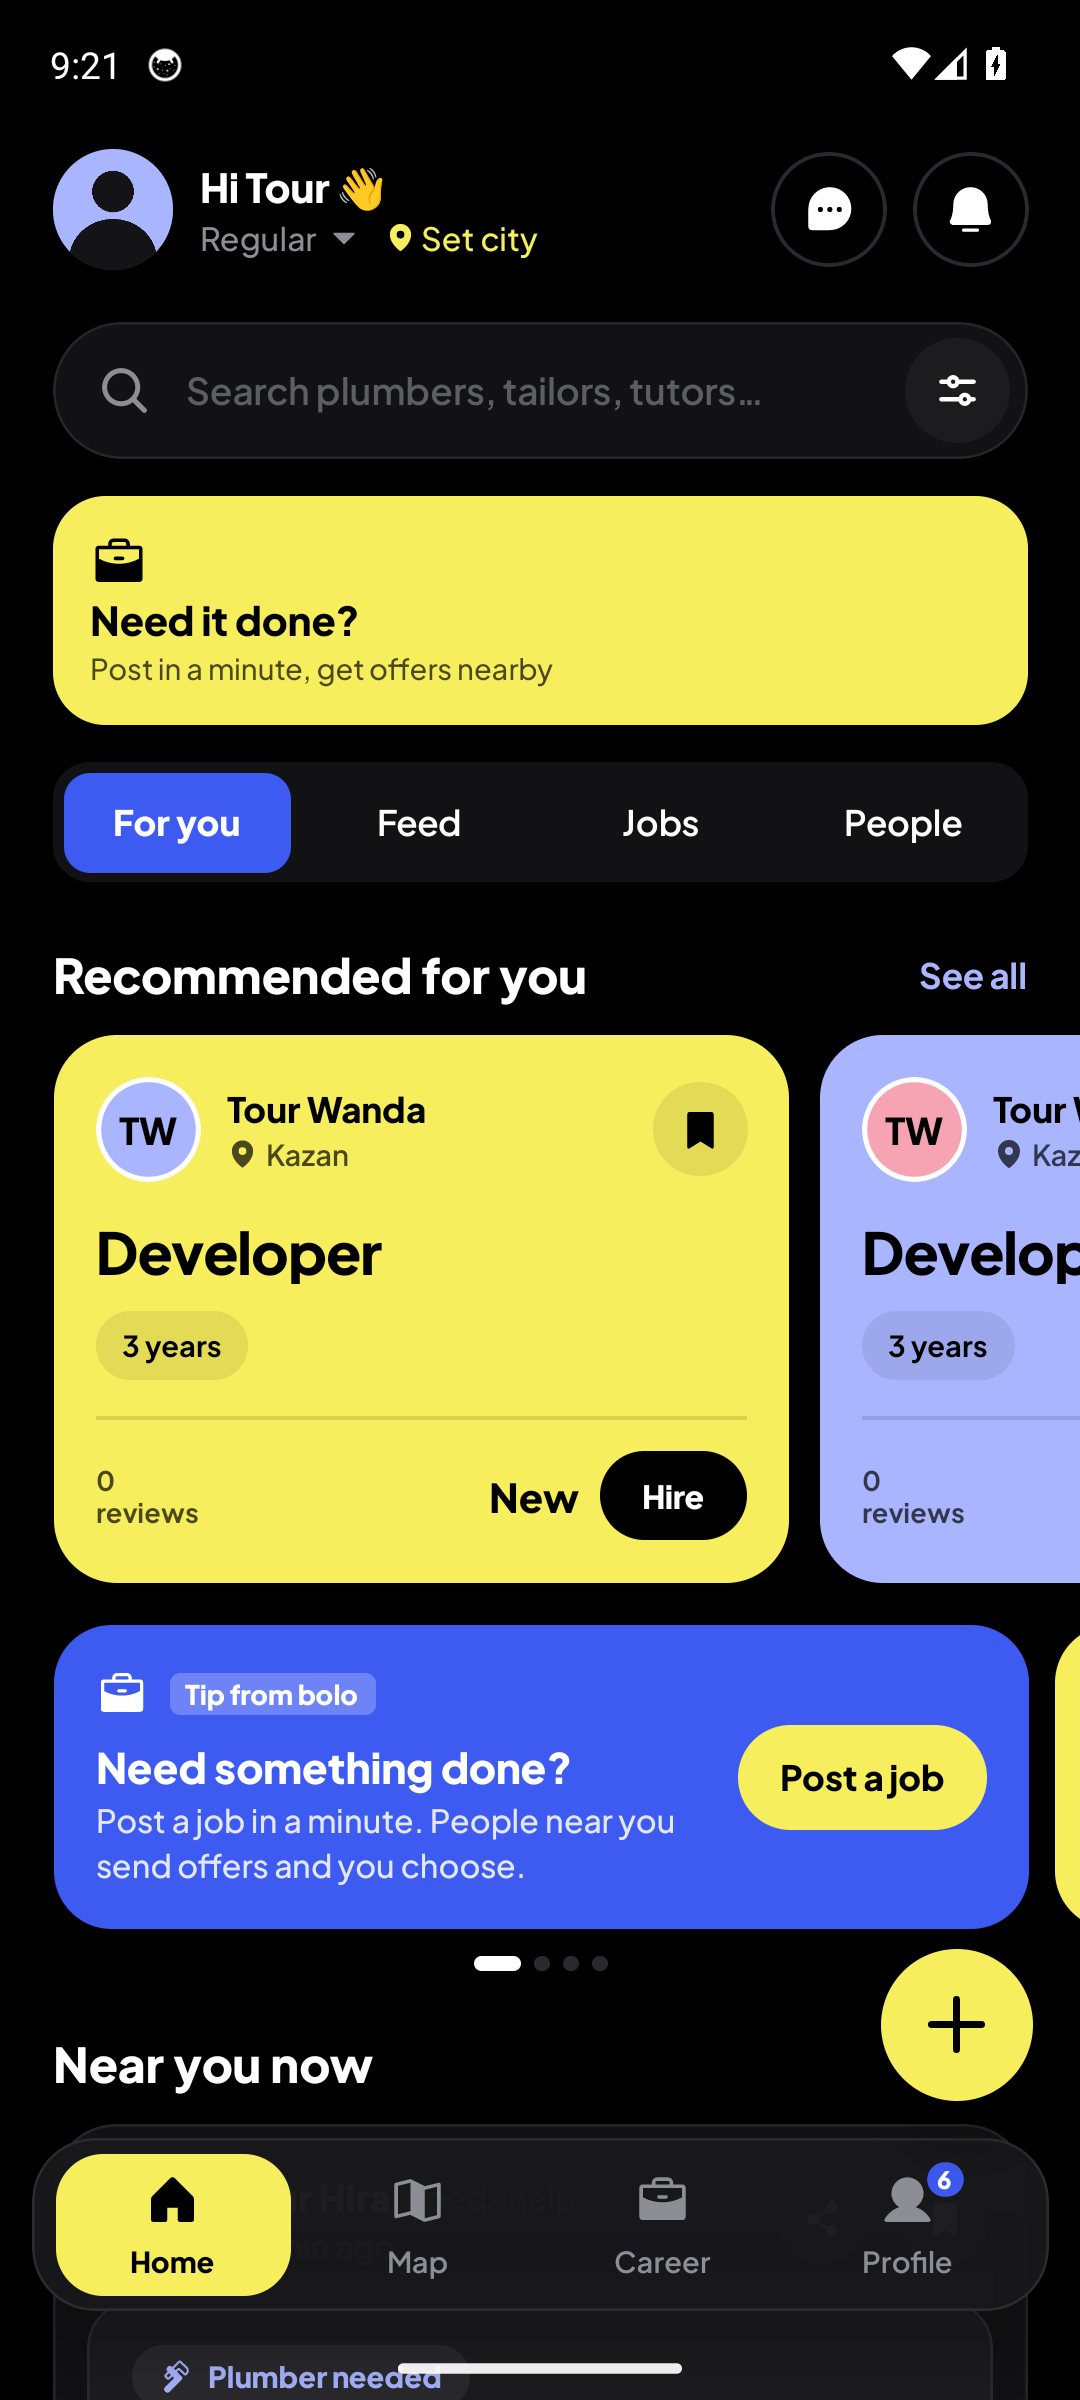 9:21
Hi Tour 👋
Regular
Set city
Search plumbers, tailors, tutors...
Need it done?
Post in a minute, get offers nearby
For you
Feed
Jobs
People
Recommended for you
See all
TW
Tour Wanda
Kazan
Developer
3 years
0
reviews
New
Hire
TW
Tour
3 years
0
reviews
Tip from bolo
Need something done?
Post a job in a minute. People near you
send offers and you choose.
Post a job
Near you now
6
Home
Map
Career
Profile
Plumber needed